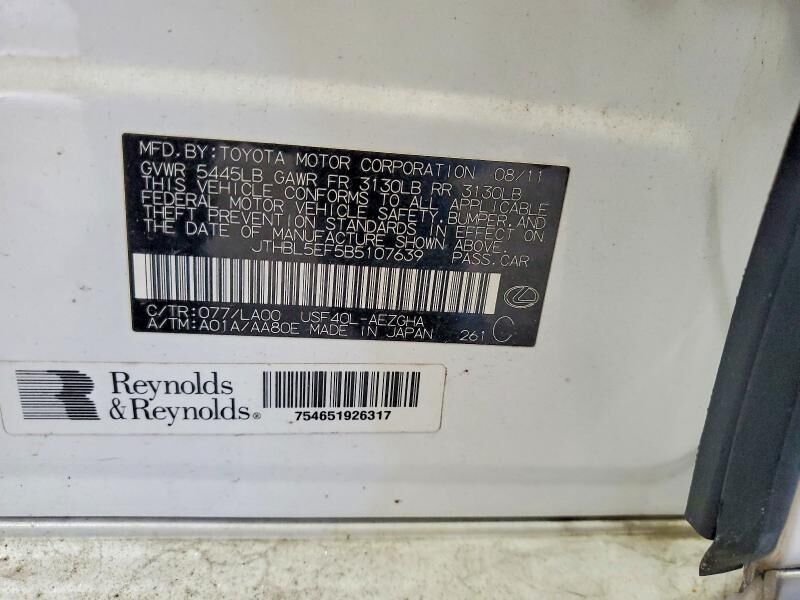 MFD. BY: TOYOTA MOTOR CORPORATION 08/11
GVWR 5445LB GAWR FR 3130LB RR 3130LB
THIS VEHICLE CONFORMS TO ALL APPLICABLE
FEDERAL MOTOR VEHICLE SAFETY, BUMPER, AND
THEFT PREVENTION STANDARDS IN EFFECT ON
THE DATE OF MANUFACTURE SHOWN ABOVE.
JTHBL5EF5B5107639 PASS. CAR
C/TR: 077/LA00 USF40L-AEZGHA
A/TM: A01A/AA80E MADE IN JAPAN 261 C
Reynolds
&Reynolds®
754651926317